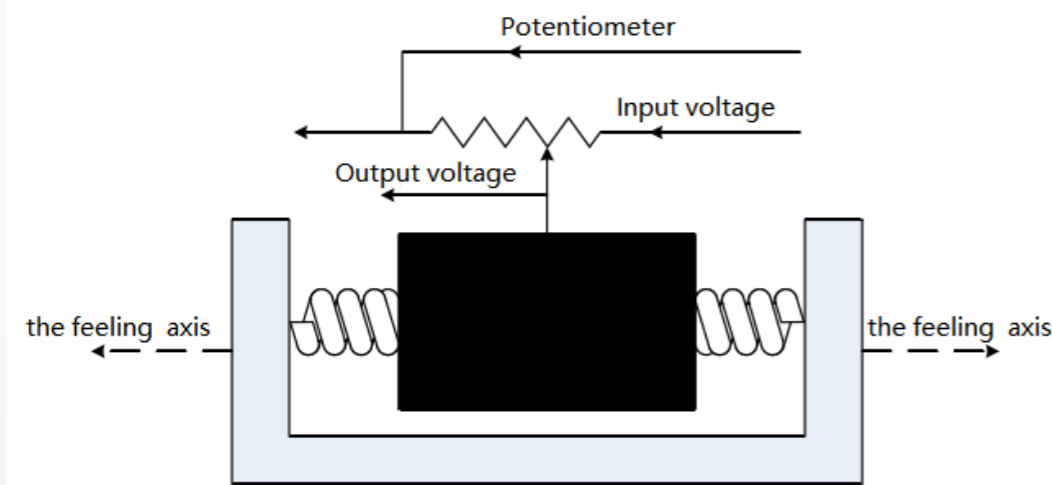 Potentiometer
Input voltage
Output voltage
the feeling axis
the feeling axis